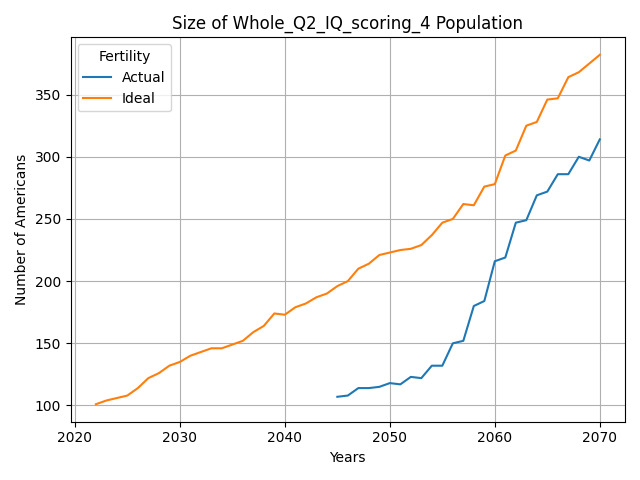 Size of Whole_Q2_IQ_scoring_4 Population
Fertility
Actual
Ideal
Number of Americans
350
300
250
200
150
100
2020
2030
2040
2050
2060
2070
Years